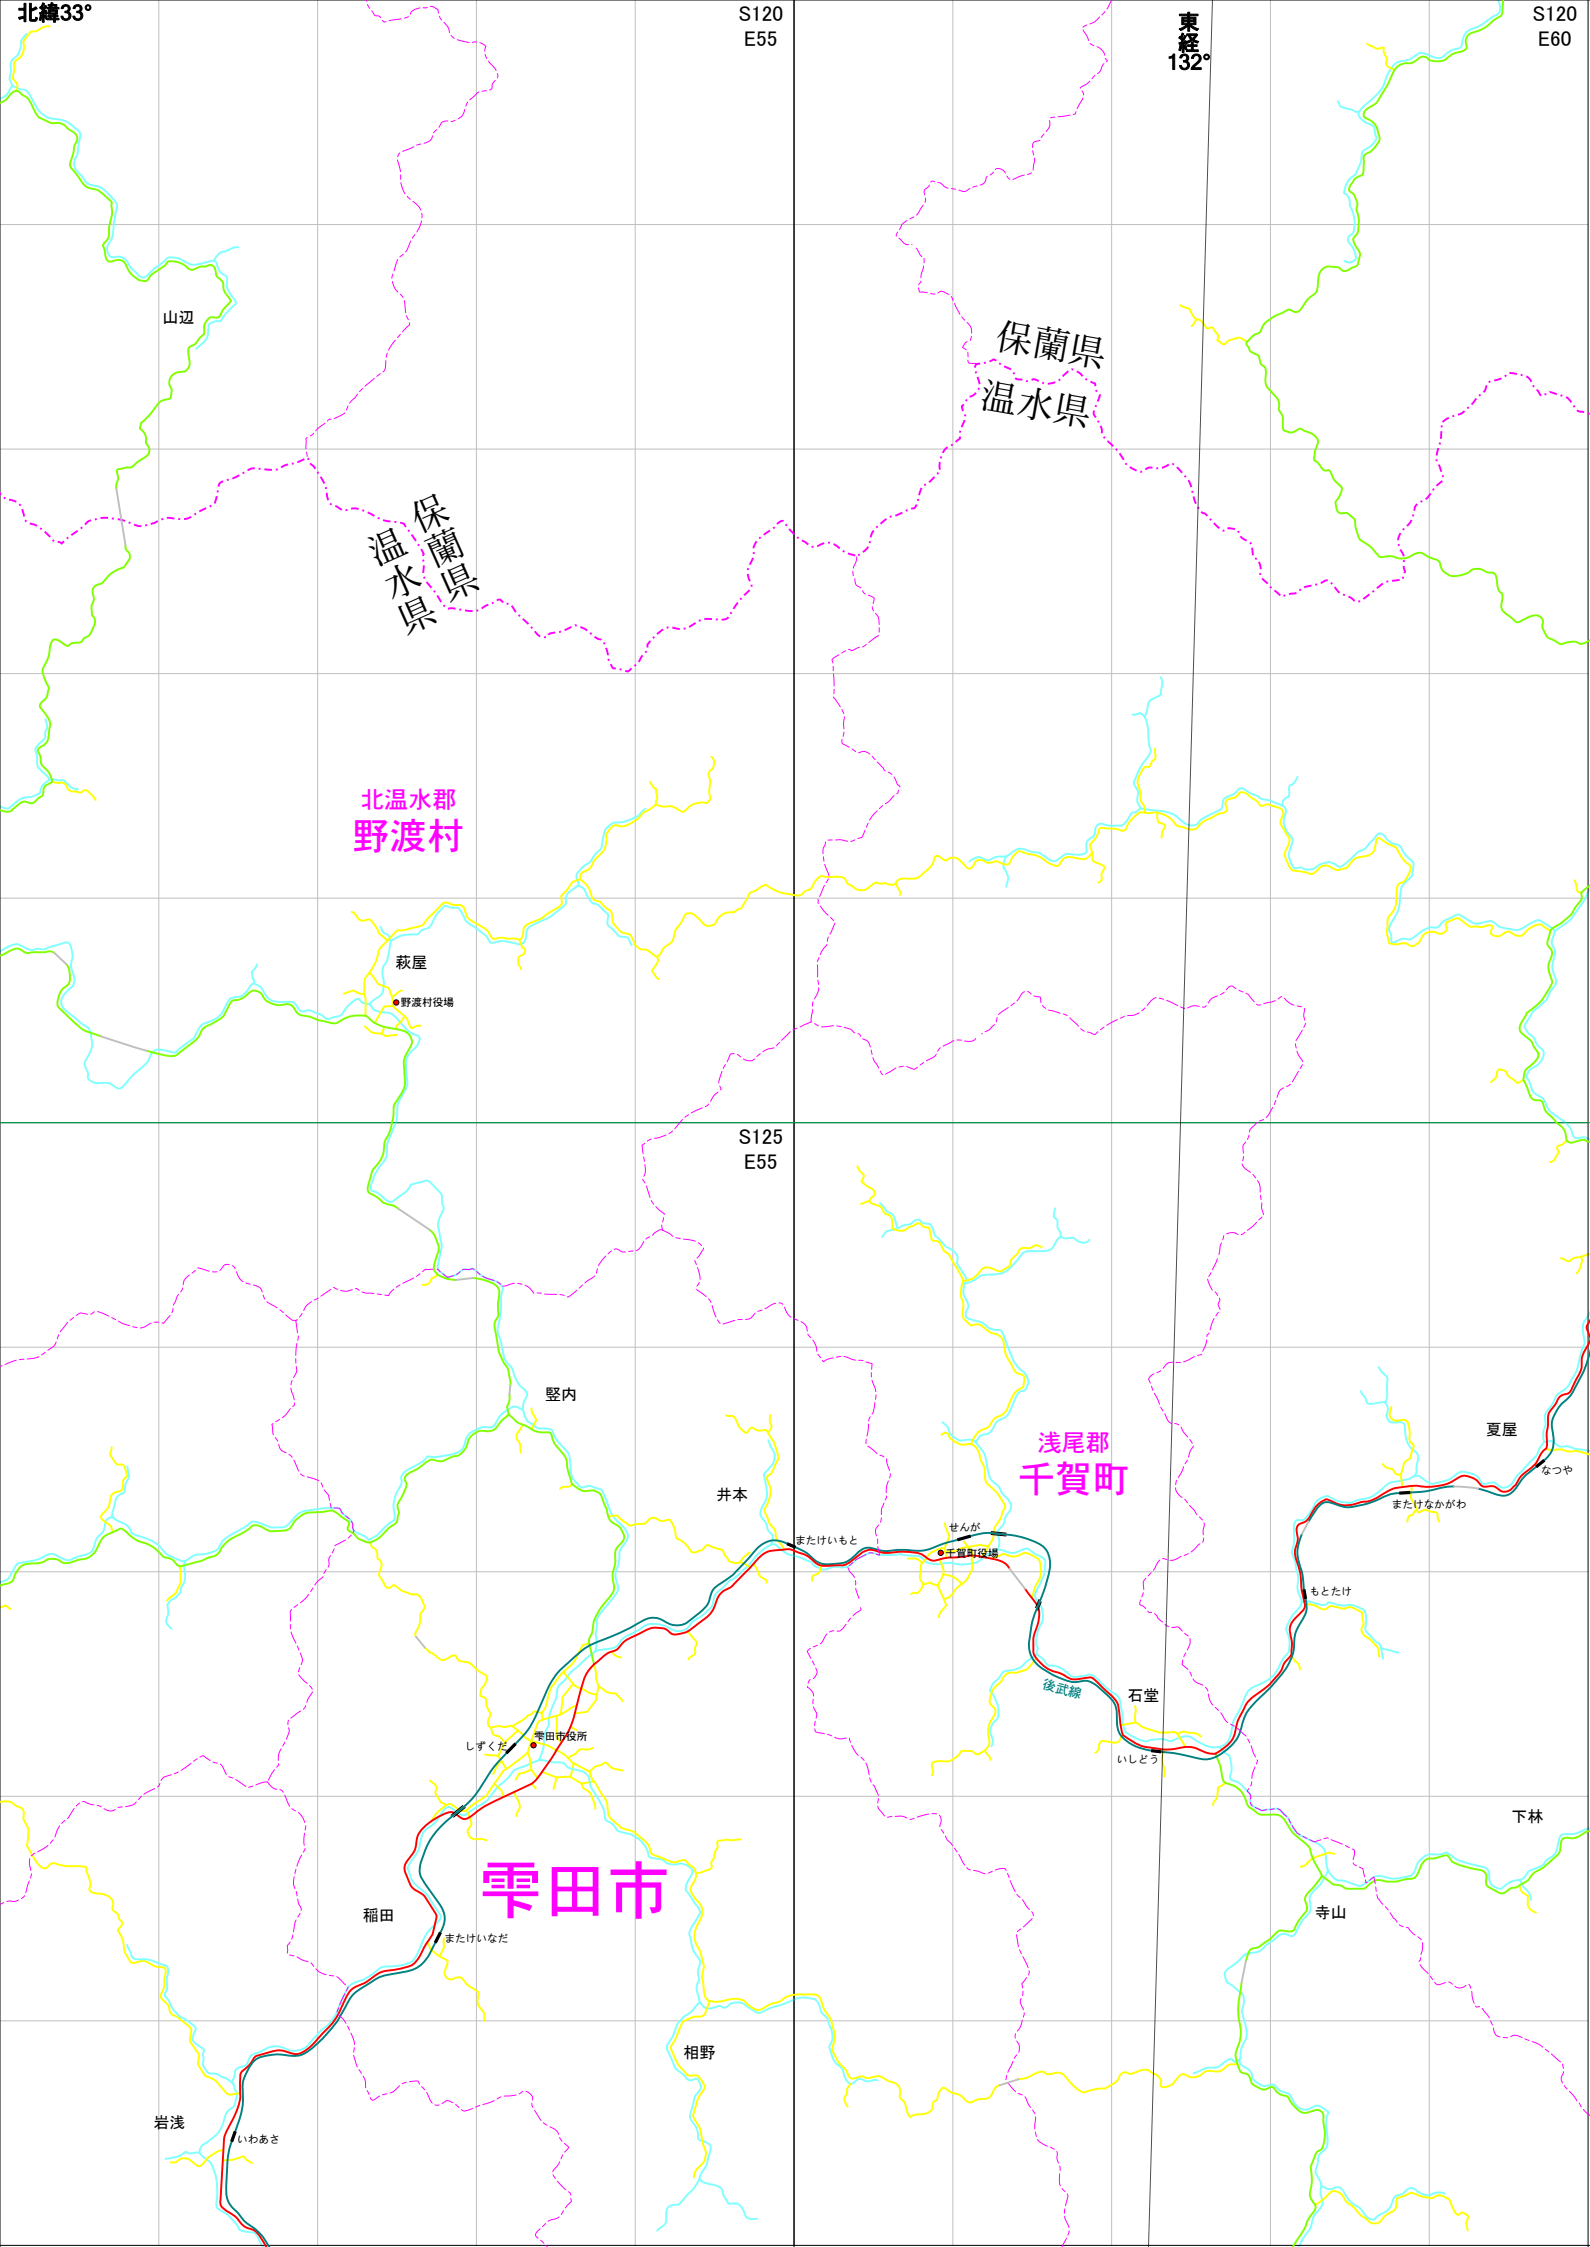 北緯33°
S120
E55
東経
132°
S120
E60
山辺
保蘭県
温水県
保蘭県
温水県
北温水郡
野渡村
萩屋
野渡村役場
S125
E55
竪内
浅尾郡
千賀町
夏屋
なつや
井本
またけいもと
せんが
千賀町役場
またけなかがわ
もとたけ
後武線
石堂
いしどう
しずくだ
雫田市役所
下林
雫田市
稲田
またけいなだ
寺山
相野
岩浅
いわあさ